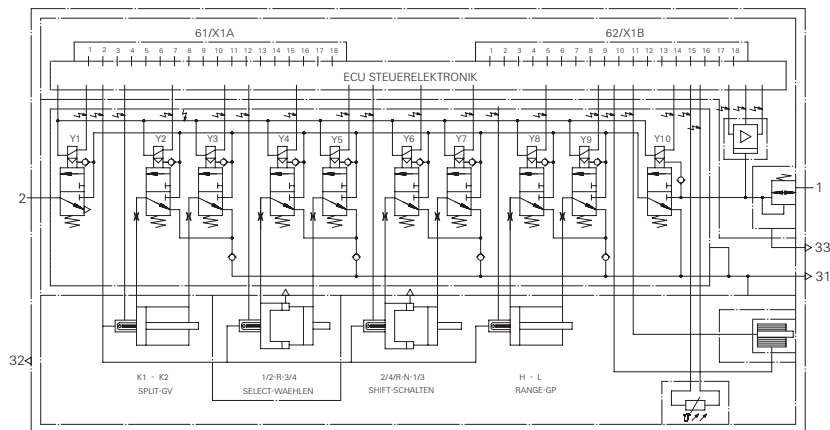 61/X1A 62/X1B
1 2 3 4 5 6 7 8 9 10 11 12 13 14 15 16 17 18 1 2 3 4 5 6 7 8 9 10 11 12 13 14 15 16 17 18
ECU STEUERELEKTRONIK
Y1 Y2 Y3 Y4 Y5 Y6 Y7 Y8 Y9 Y10
2 1
33
31
32
K1 - K2 1/2-R-3/4 2/4/R-N-1/3 H - L
SPLIT-GV SELECT-WAEHLEN SHIFT-SCHALTEN RANGE-GP